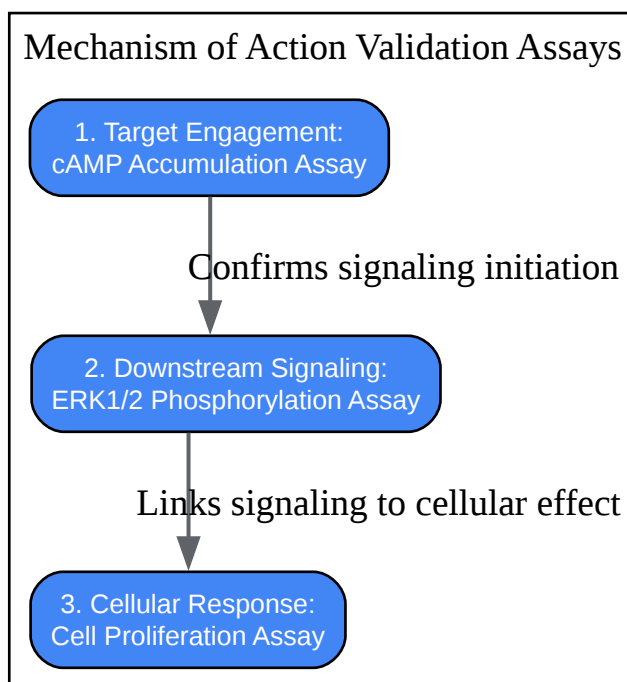 Mechanism of Action Validation Assays
1. Target Engagement:
cAMP Accumulation Assay
Confirms signaling initiation
2. Downstream Signaling:
ERK1/2 Phosphorylation Assay
Links signaling to cellular effect
3. Cellular Response:
Cell Proliferation Assay